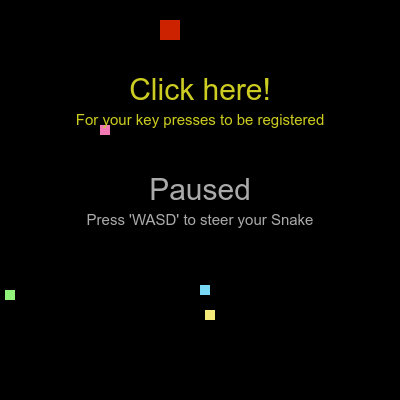 Click here!
For your key presses to be registered
Paused
Press 'WASD' to steer your Snake